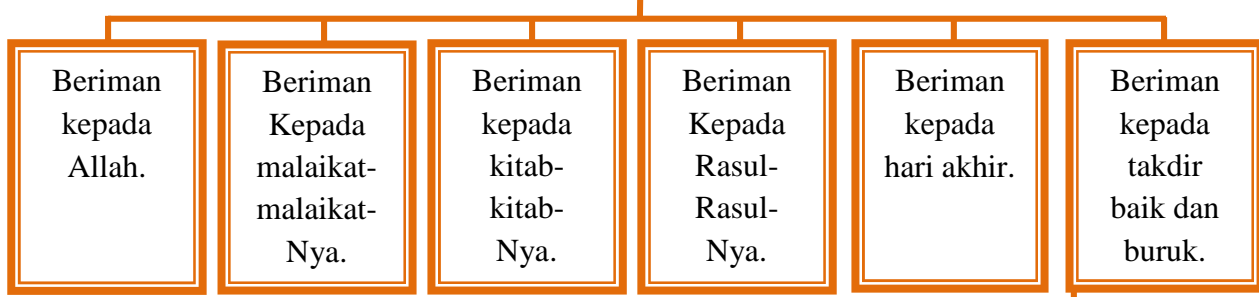 Beriman
kepada
Allah.
Beriman
Kepada
malaikat-
malaikat-
Nya.
Beriman
kepada
kitab-
kitab-
Nya.
Beriman
Kepada
Rasul-
Rasul-
Nya.
Beriman
kepada
hari akhir.
Beriman
kepada
takdir
baik dan
buruk.